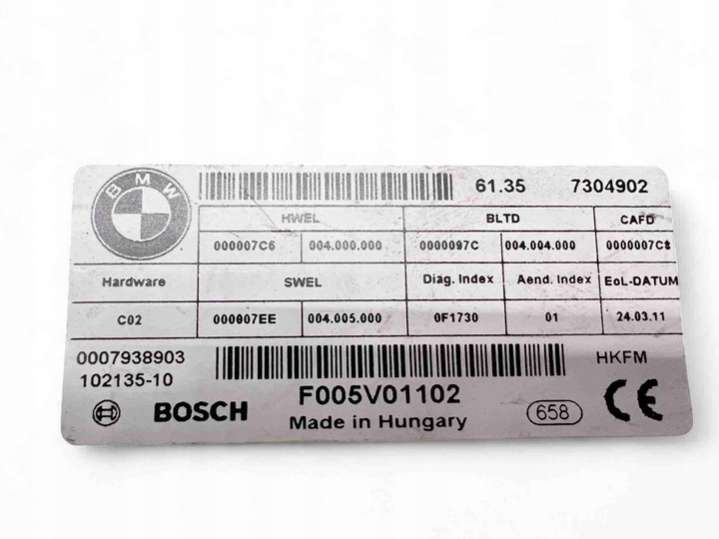 BMW
61.35 7304902
HWEL BLTD CAFD
000007C6 004.000.000 0000097C 004.004.000
Hardware SWEL Diag. Index Aend. Index EoL-DATUM
C02 000007EE 004.005.000 0F1730 01 24.03.11
0007938903 HKFM
102135-10
F005V01102
BOSCH Made in Hungary 658 CE